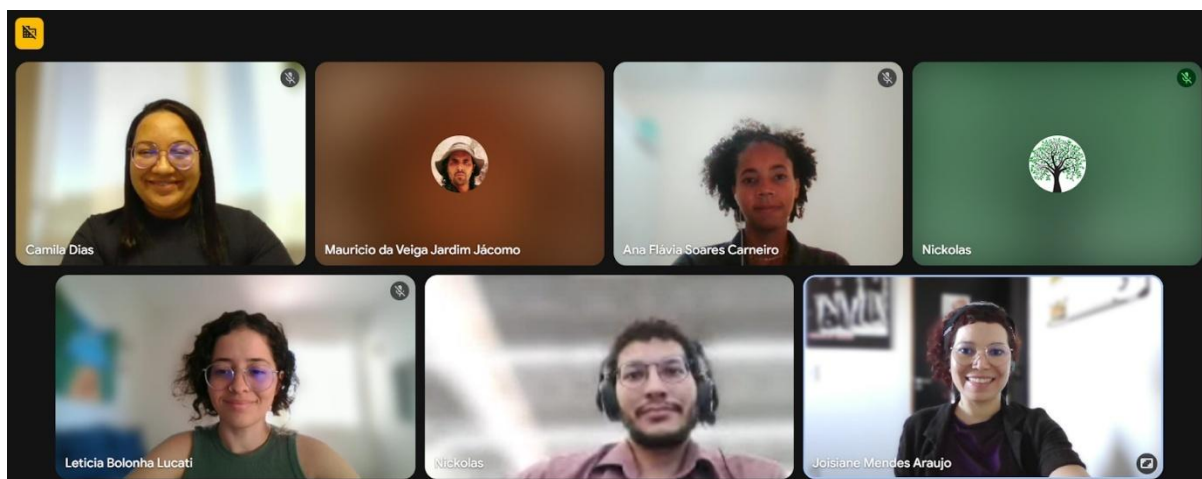 Camila Dias
Mauricio da Veiga Jardim Jácomo
Ana Flávia Soares Carneiro
Nickolas
Leticia Bolonha Lucati
Nickolas
Joisiane Mendes Araujo